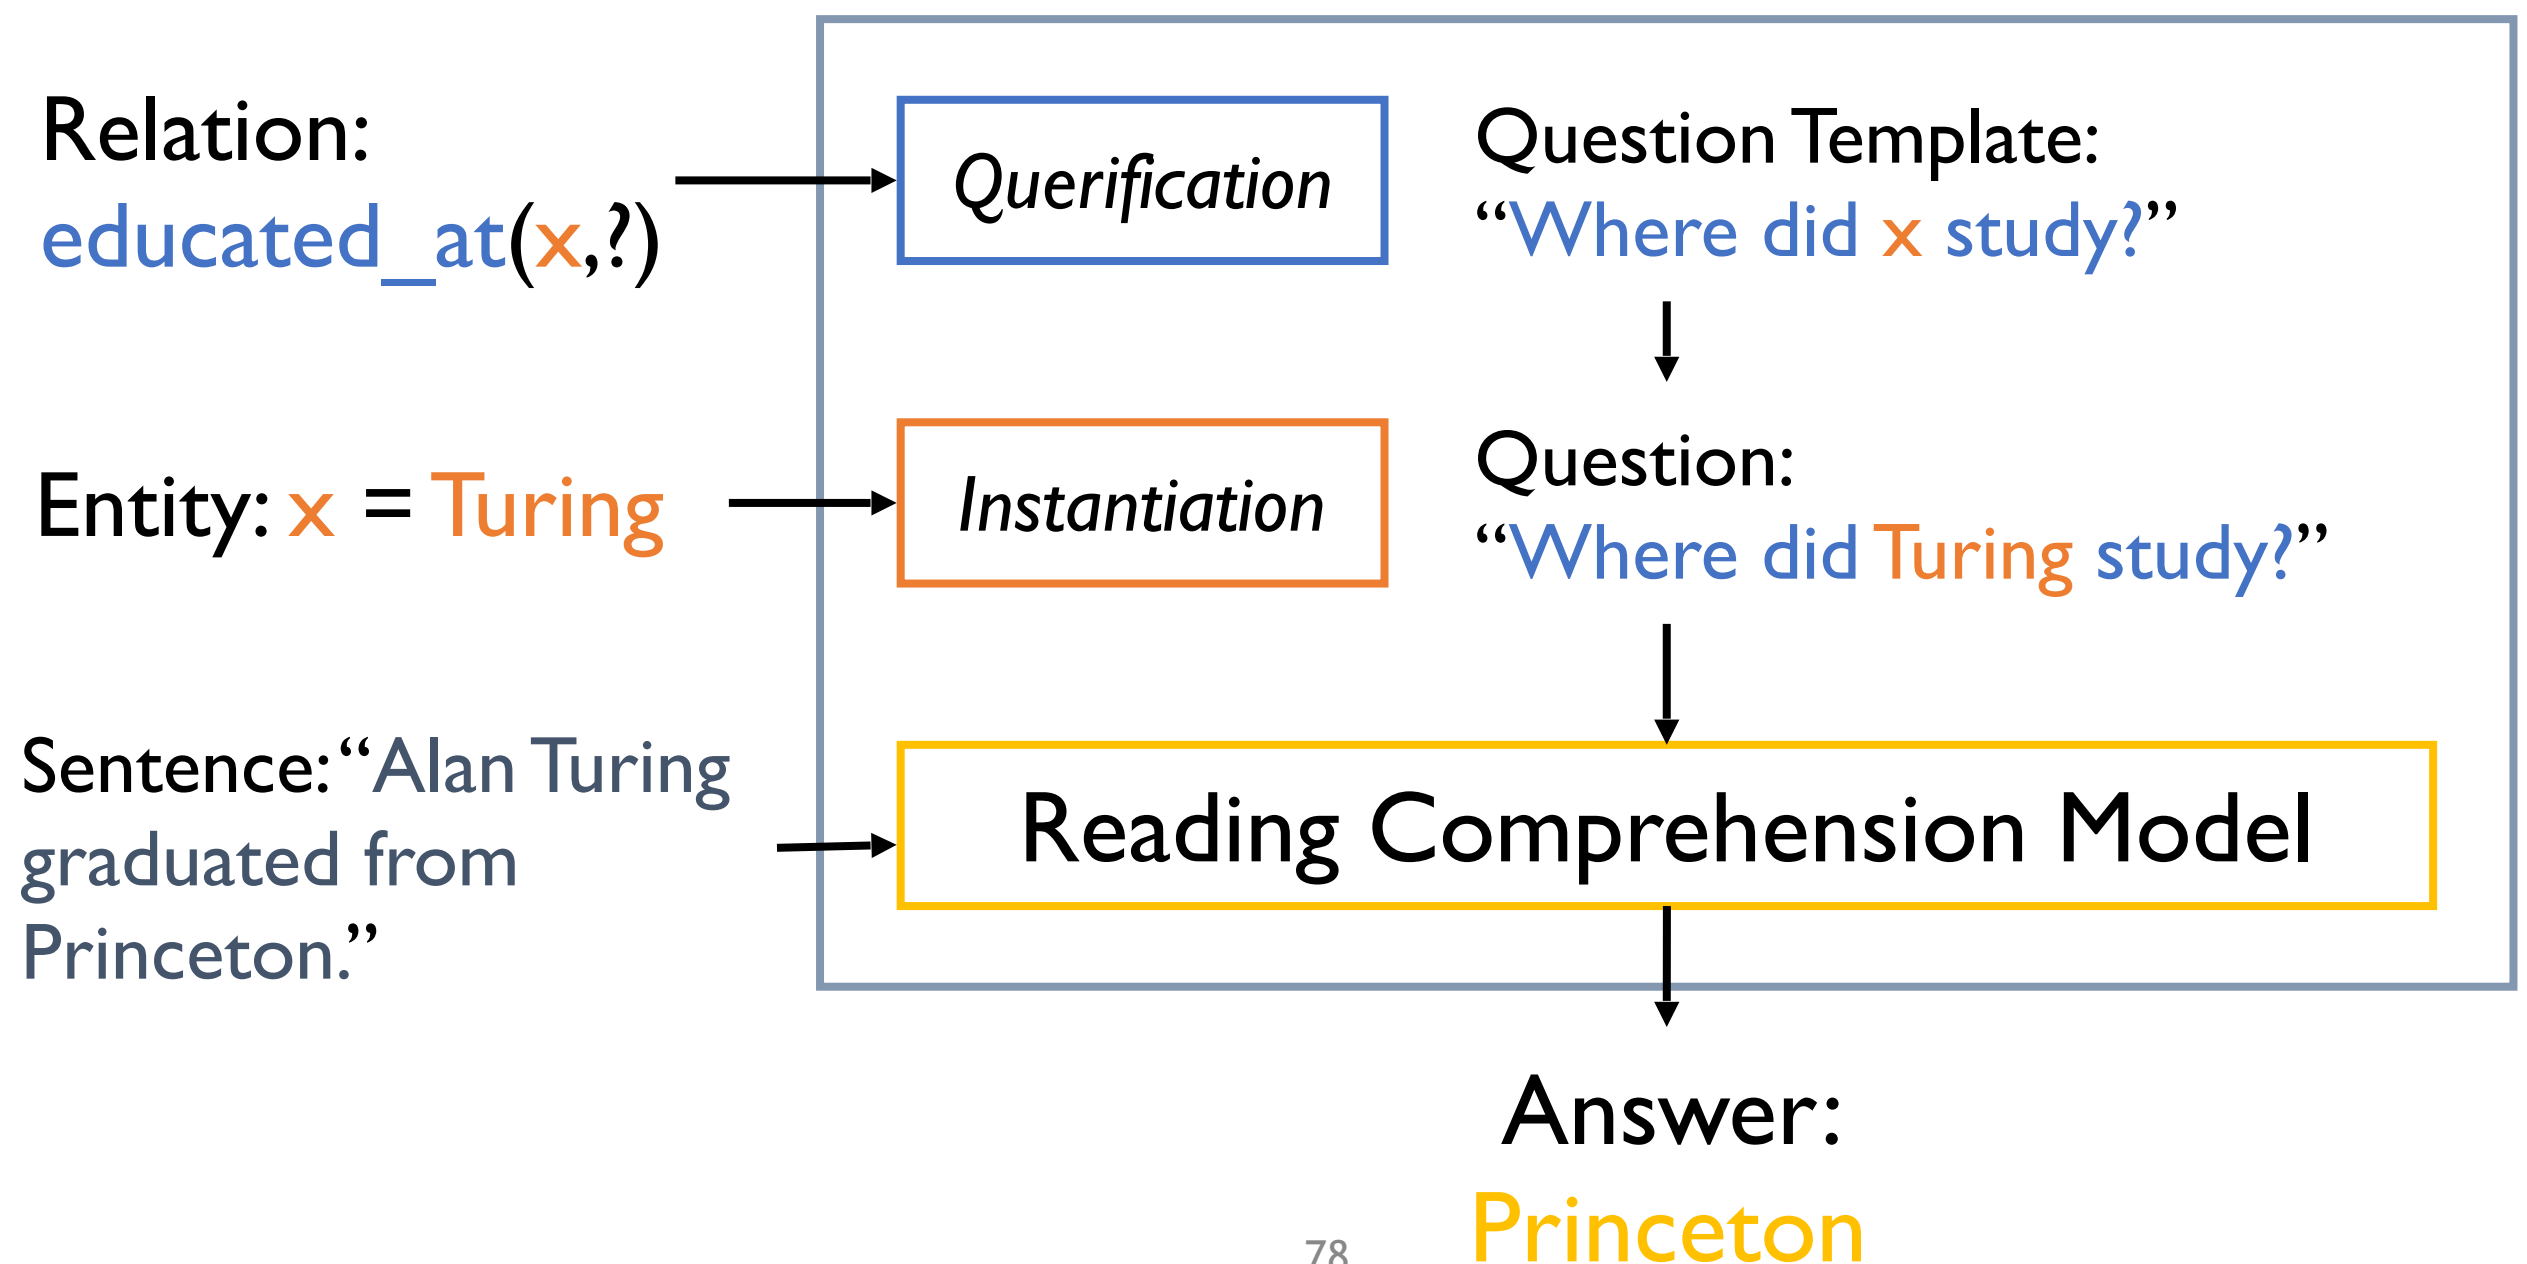 Relation:
educated_at(x,?)
Querification
Question Template:
“Where did x study?”
Entity: x = Turing
Instantiation
Question:
“Where did Turing study?”
Sentence: “Alan Turing
graduated from
Princeton.”
Reading Comprehension Model
Answer:
Princeton
78